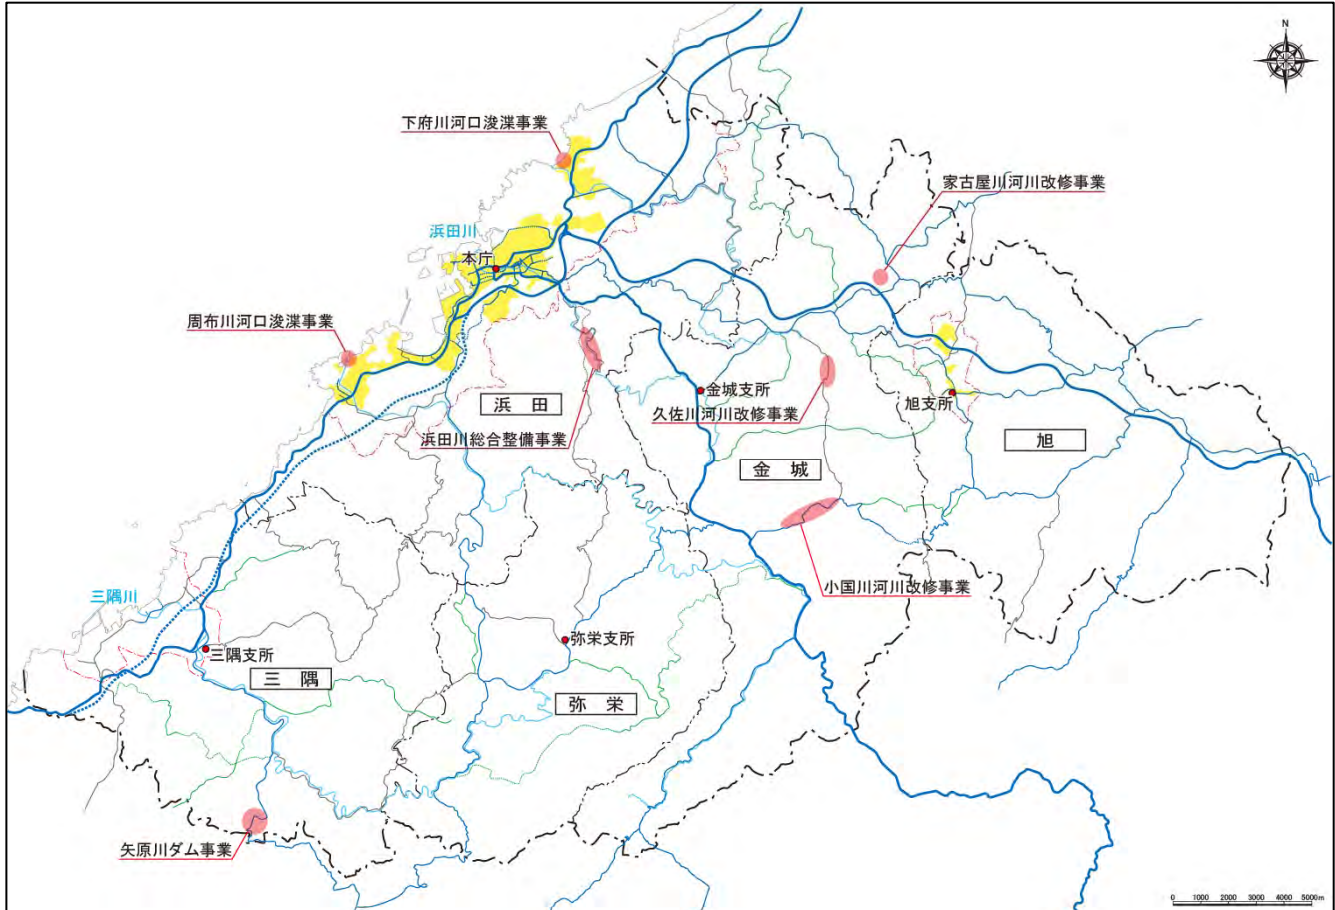 N
下府川河口浚渫事業
家古屋川河川改修事業
浜田川
本庁
周布川河口浚渫事業
金城支所
浜田
久佐川河川改修事業
旭支所
浜田川総合整備事業
旭
金城
小国川河川改修事業
三隅川
弥栄支所
三隅支所
三隅
弥栄
矢原川ダム事業
0 1000 2000 3000 4000 5000m